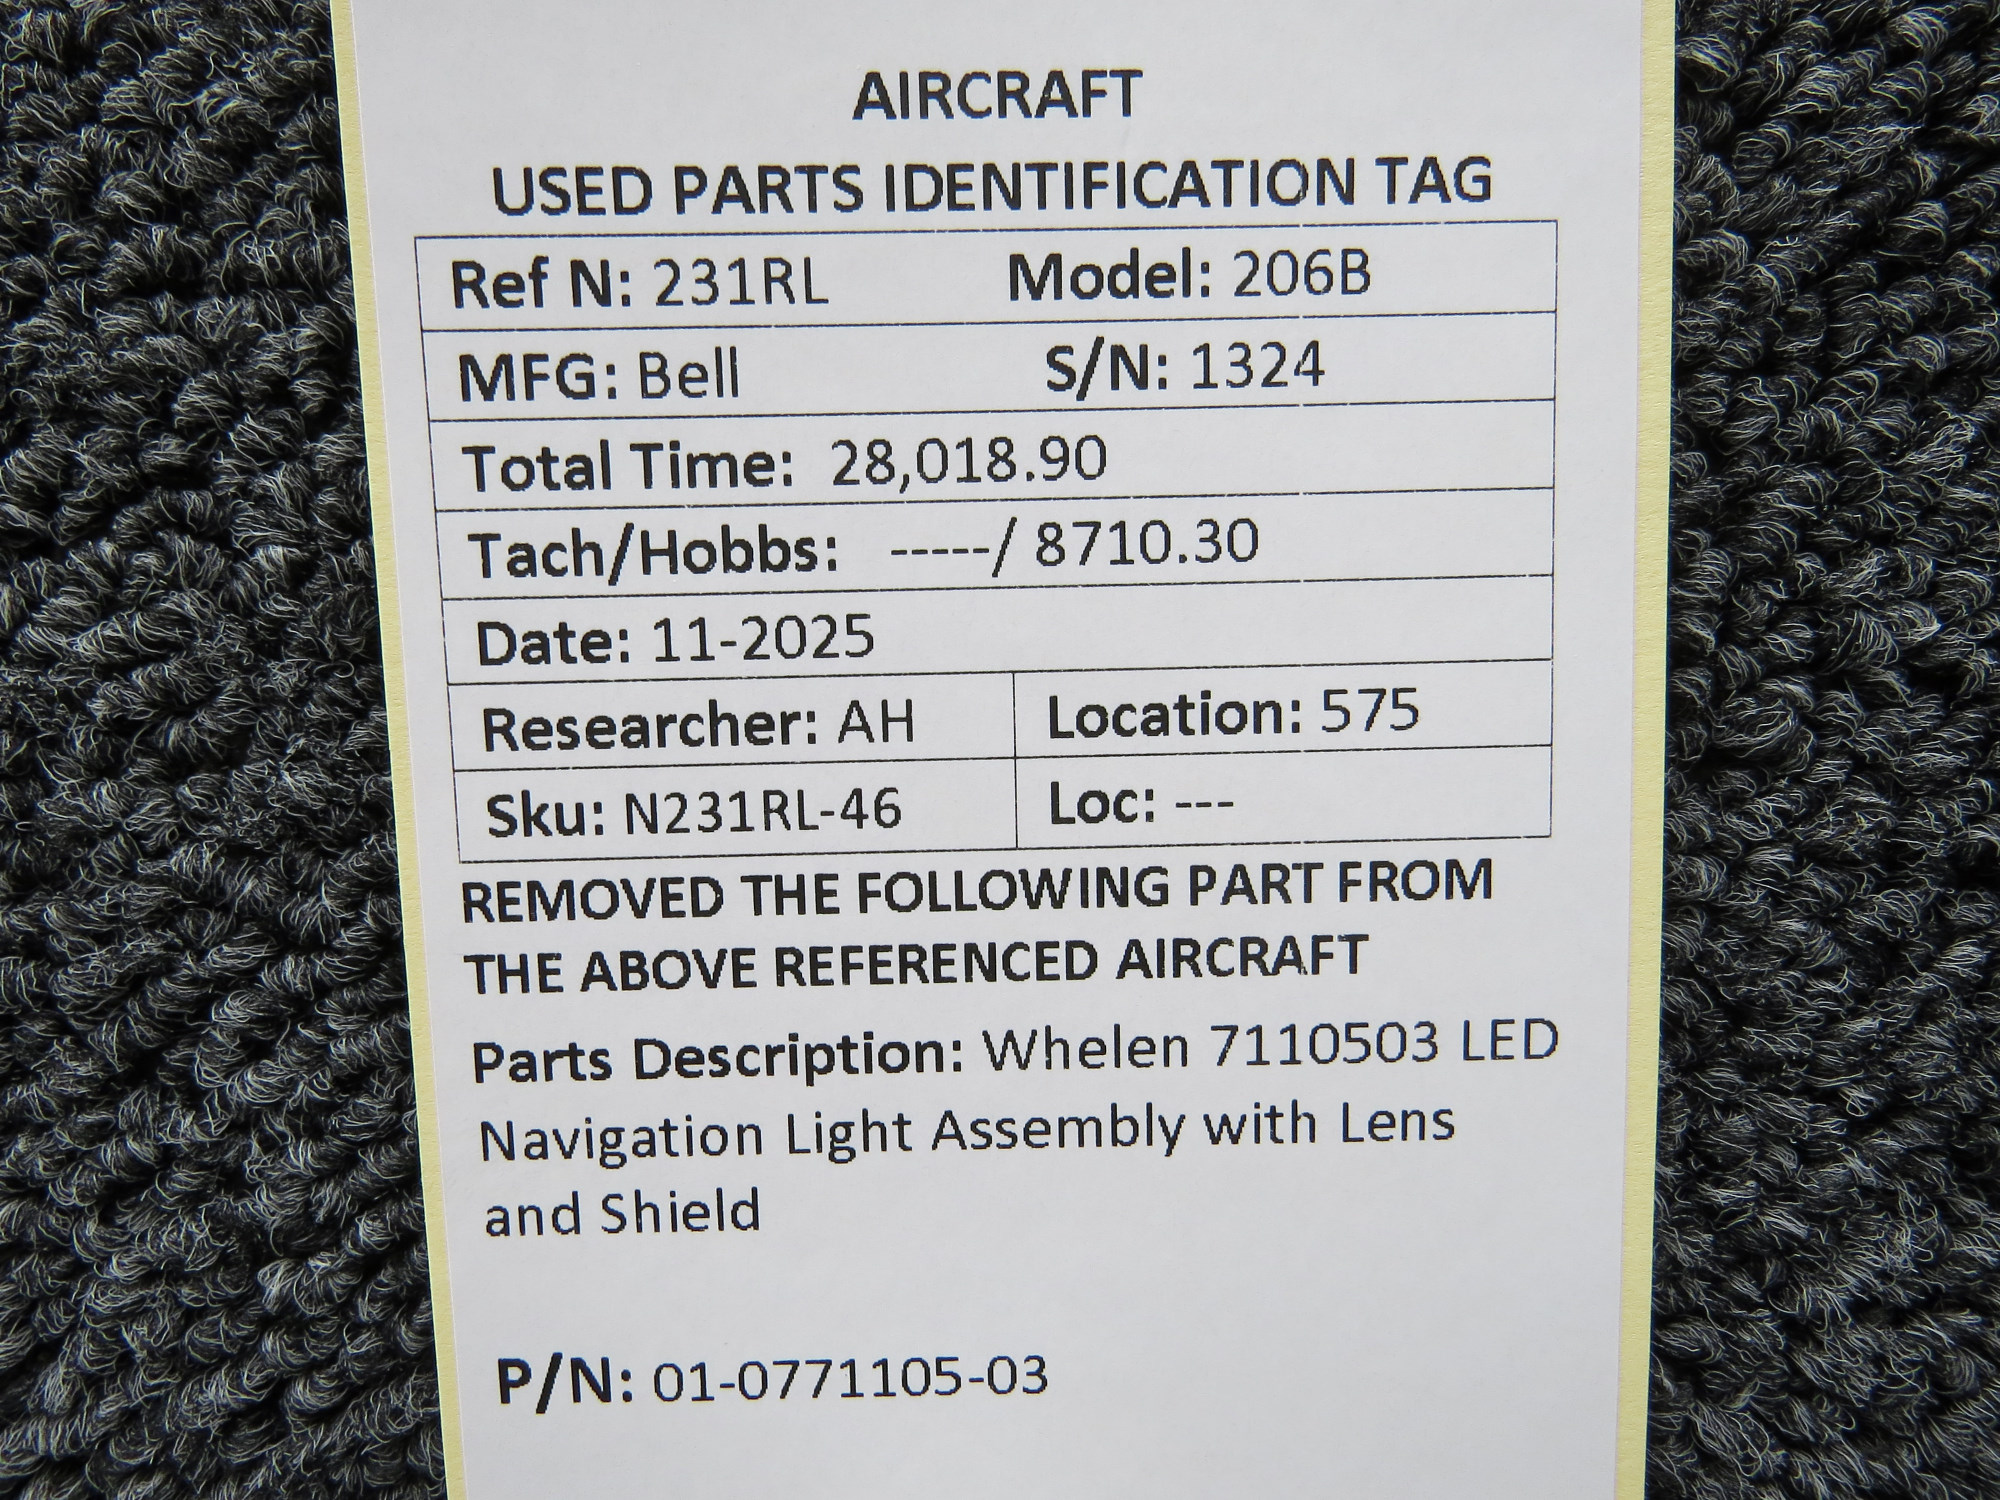 AIRCRAFT
USED PARTS IDENTIFICATION TAG
Ref N: 231RL Model: 206B
MFG: Bell S/N: 1324
Total Time: 28,018.90
Tach/Hobbs: -----/ 8710.30
Date: 11-2025
Researcher: AH Location: 575
Sku: N231RL-46 Loc: ---
REMOVED THE FOLLOWING PART FROM
THE ABOVE REFERENCED AIRCRAFT
Parts Description: Whelen 7110503 LED
Navigation Light Assembly with Lens
and Shield
P/N: 01-0771105-03